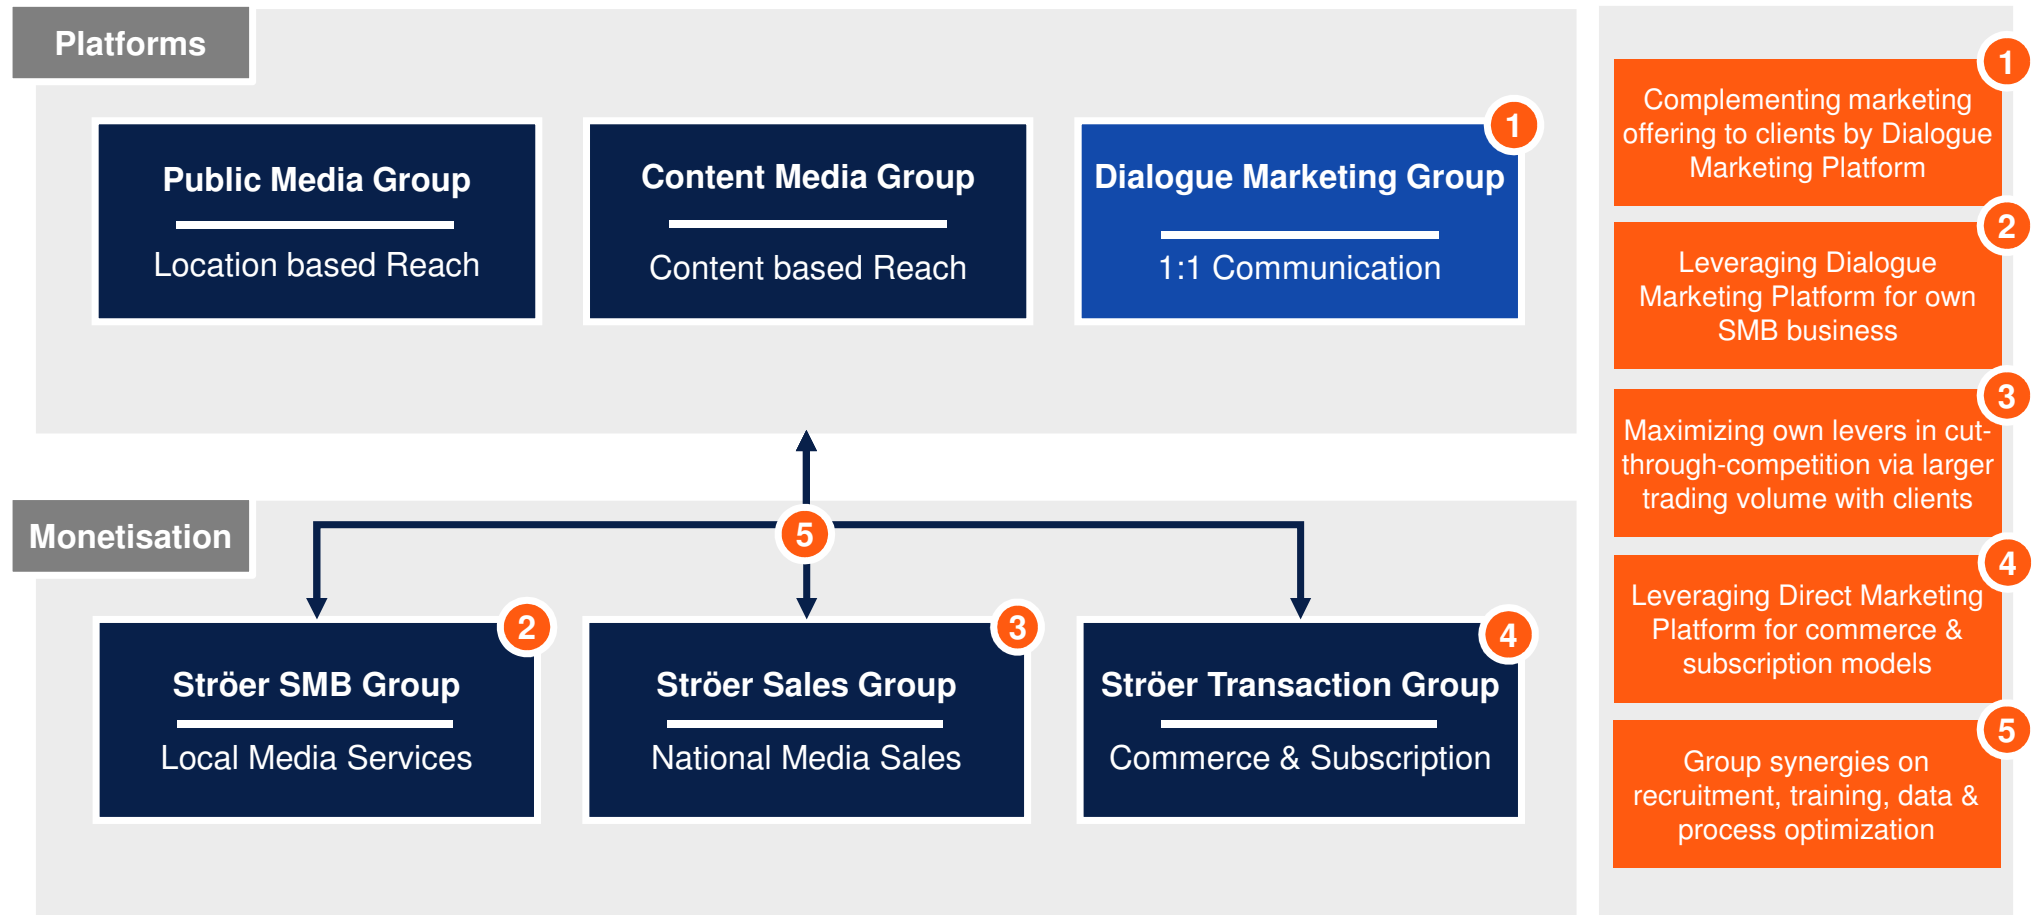 Platforms
1
Public Media Group
Location based Reach
Content Media Group
Content based Reach
Dialogue Marketing Group
1:1 Communication
Monetisation
5
2
Ströer SMB Group
Local Media Services
3
Ströer Sales Group
National Media Sales
4
Ströer Transaction Group
Commerce & Subscription
1
Complementing marketing
offering to clients by Dialogue
Marketing Platform
2
Leveraging Dialogue
Marketing Platform for own
SMB business
3
Maximizing own levers in cut-
through-competition via larger
trading volume with clients
4
Leveraging Direct Marketing
Platform for commerce &
subscription models
5
Group synergies on
recruitment, training, data &
process optimization